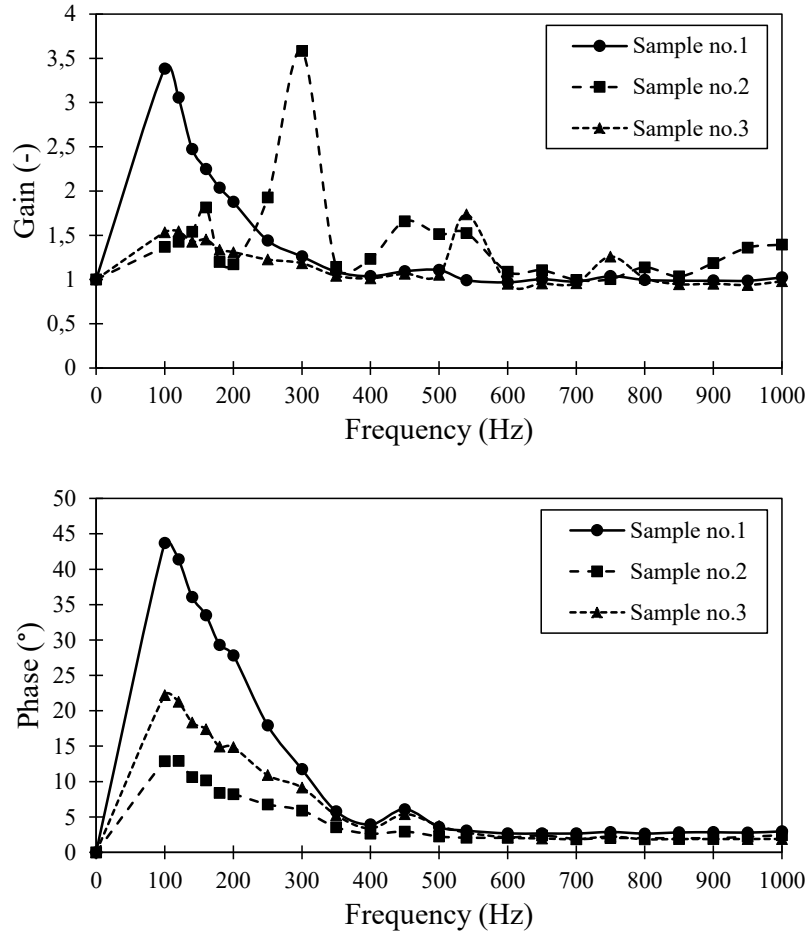 4
3,5
3
2,5
2
1,5
1
0,5
0
Gain (-)
Sample no.1
Sample no.2
Sample no.3
0 100 200 300 400 500 600 700 800 900 1000
Frequency (Hz)
50
45
40
35
30
25
20
15
10
5
0
Phase (°)
Sample no.1
Sample no.2
Sample no.3
0 100 200 300 400 500 600 700 800 900 1000
Frequency (Hz)